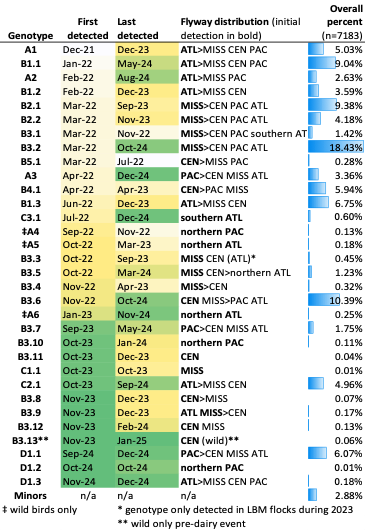 First Last Flyway distribution (initial Overall percent
Genotype detected detected detection in bold) (n=7183)
A1 Dec-21 Dec-23 ATL>MISS CEN PAC 5.03%
B1.1 Jan-22 May-24 ATL>MISS CEN PAC 9.04%
A2 Feb-22 Aug-24 ATL>MISS PAC 2.63%
B1.2 Feb-22 Dec-23 ATL>MISS CEN 3.59%
B2.1 Mar-22 Sep-23 MISS>CEN PAC ATL 9.38%
B2.2 Mar-22 Nov-23 MISS>CEN PAC ATL 4.18%
B3.1 Mar-22 Nov-22 MISS>CEN PAC southern AT 1.42%
B3.2 Mar-22 Oct-24 MISS>CEN PAC ATL 18.43%
B5.1 Mar-22 Jul-22 CEN>MISS PAC 0.28%
A3 Apr-22 Dec-24 PAC>CEN MISS ATL 3.36%
B4.1 Apr-22 Apr-23 CEN>PAC MISS 5.94%
B1.3 Jun-22 Dec-23 ATL>MISS CEN 6.75%
C3.1 Jul-22 Dec-24 southern ATL 0.60%
‡A4 Sep-22 Nov-22 northern PAC 0.13%
‡A5 Oct-22 Mar-23 northern ATL 0.18%
B3.3 Oct-22 Sep-23 MISS CEN (ATL)* 0.45%
B3.5 Oct-22 Mar-24 MISS CEN>northern ATL 1.23%
B3.4 Nov-22 Apr-23 MISS>CEN 0.32%
B3.6 Nov-22 Oct-24 CEN MISS>PAC ATL 10.39%
‡A6 Jan-23 Nov-24 northern ATL 0.25%
B3.7 Sep-23 May-24 PAC>CEN MISS ATL 1.75%
B3.10 Oct-23 Jan-24 northern PAC 0.11%
B3.11 Oct-23 Dec-23 CEN 0.04%
C1.1 Oct-23 Oct-23 MISS 0.01%
C2.1 Oct-23 Sep-24 ATL>MISS CEN 4.96%
B3.8 Nov-23 Dec-23 CEN>MISS 0.07%
B3.9 Nov-23 Dec-23 ATL MISS>CEN 0.17%
B3.12 Nov-23 Feb-24 CEN MISS 0.13%
B3.13** Nov-23 Jan-25 CEN (wild)** 0.06%
D1.1 Sep-24 Dec-24 PAC>CEN MISS ATL 6.07%
D1.2 Oct-24 Oct-24 northern PAC 0.01%
D1.3 Nov-24 Dec-24 ATL>MISS CEN PAC 0.18%
Minors n/a n/a n/a 2.88%
‡ wild birds only * genotype only detected in LBM flocks during 2023
** wild only pre-dairy event